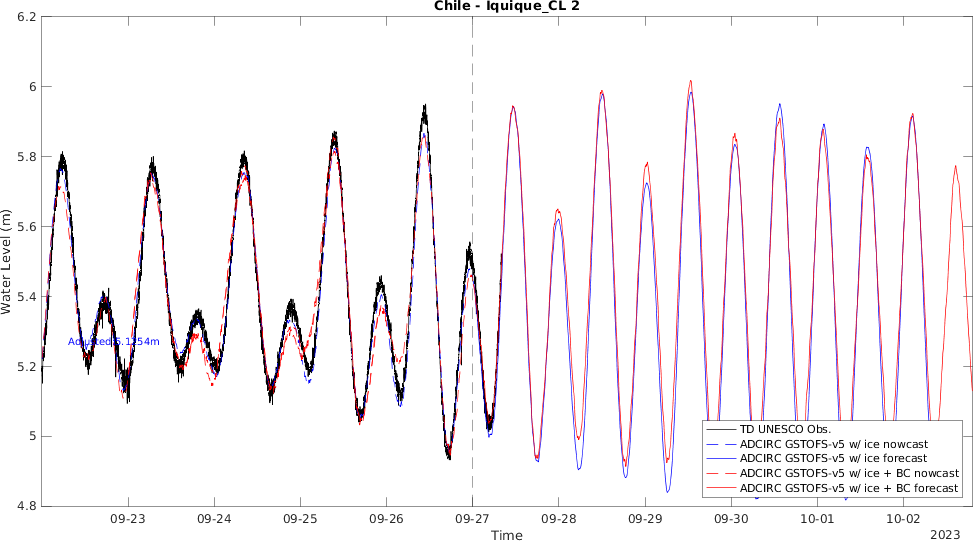 Chile - Iquique_CL 2
6.2
6
5.8
5.6
5.4
5.2
5
4.8
Water Level (m)
Adjusted:5.1254m
TD UNESCO Obs.
ADCIRC GSTOFS-v5 w/ ice nowcast
ADCIRC GSTOFS-v5 w/ ice forecast
ADCIRC GSTOFS-v5 w/ ice + BC nowcast
ADCIRC GSTOFS-v5 w/ ice + BC forecast
09-23 09-24 09-25 09-26 09-27 09-28 09-29 09-30 10-01 10-02
Time
2023